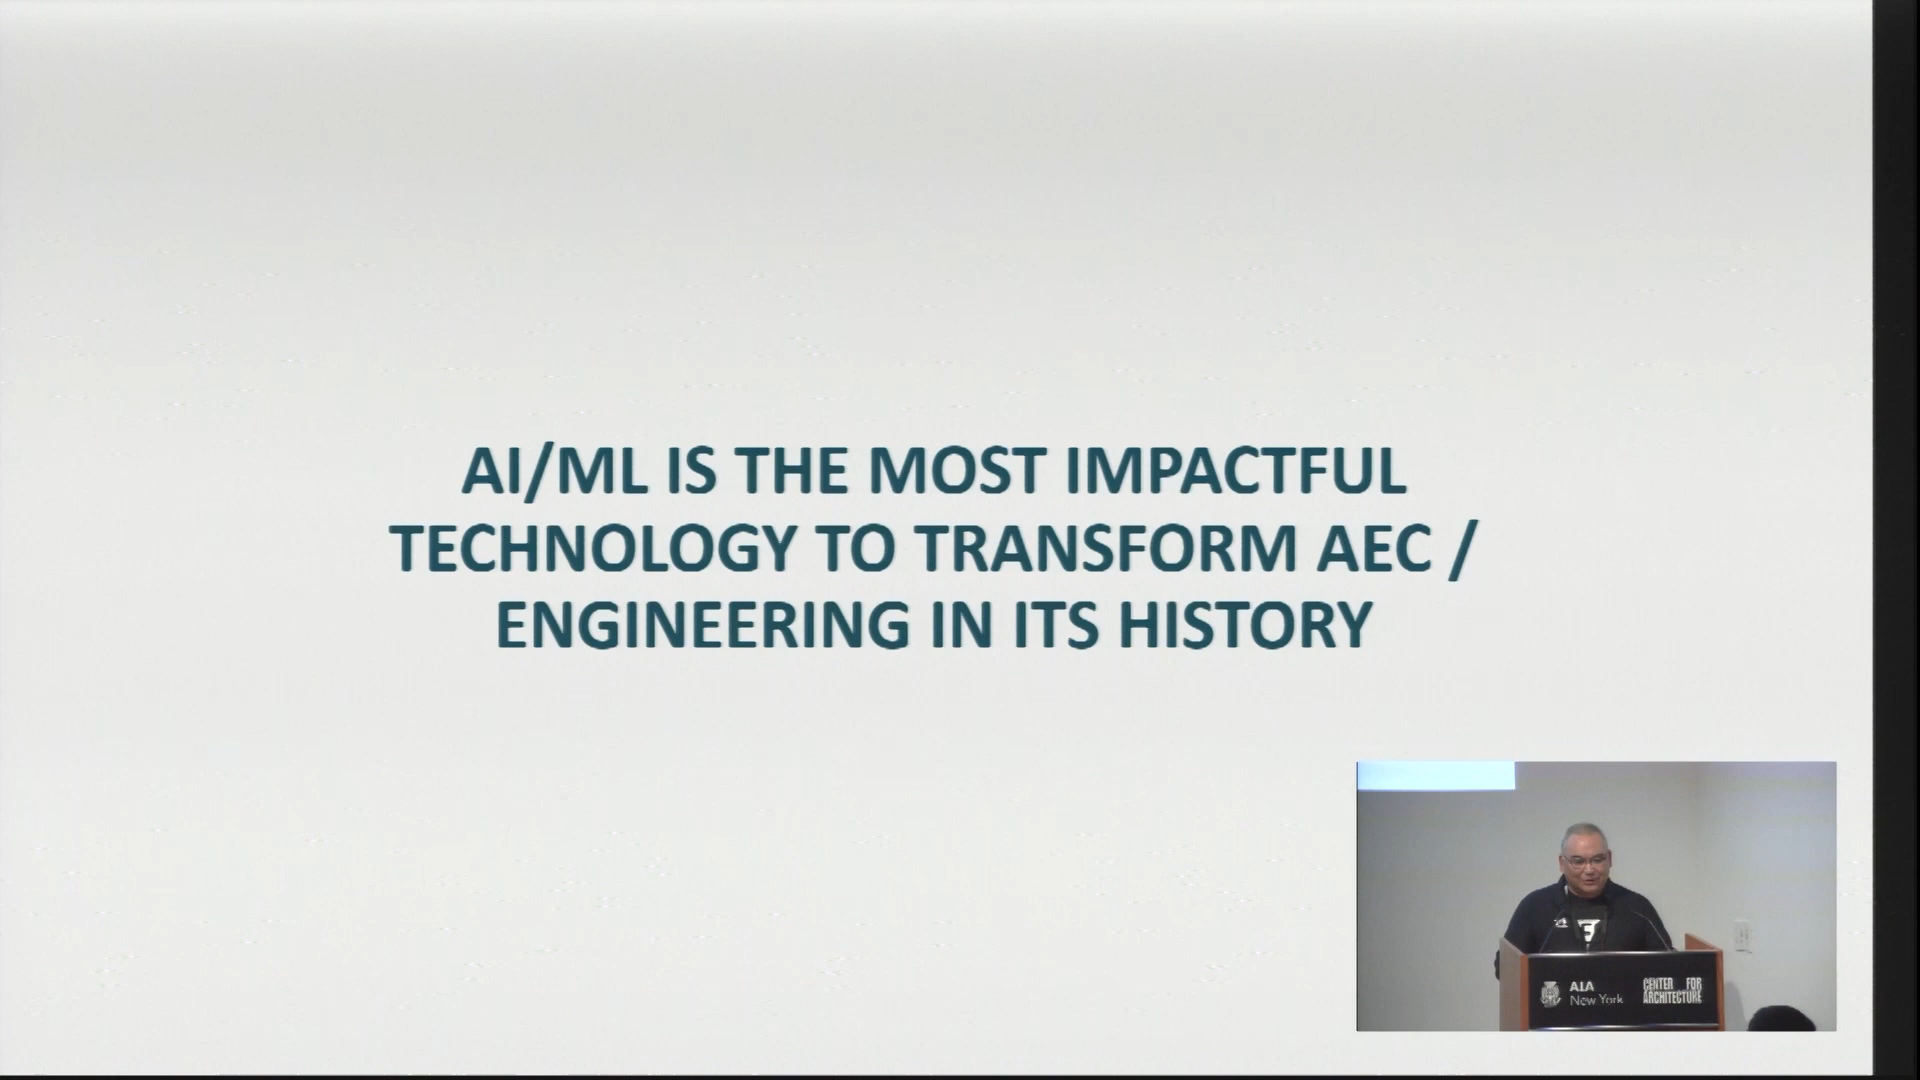 AI/ML IS THE MOST IMPACTFUL
TECHNOLOGY TO TRANSFORM AEC /
ENGINEERING IN ITS HISTORY
AIA
New York
CENTER FOR
ARCHITECTURE